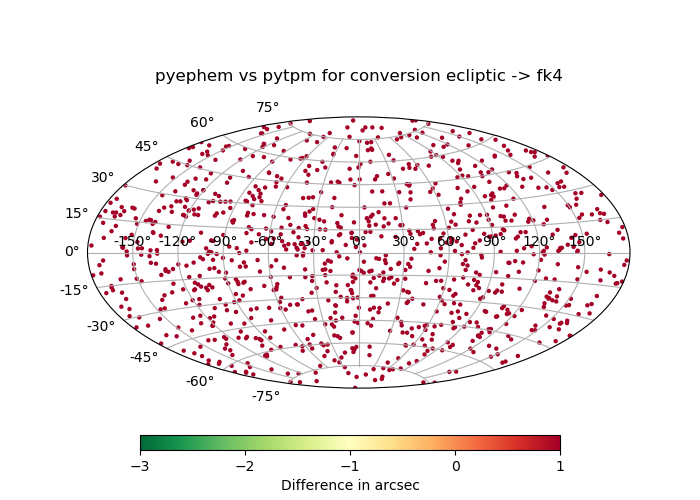 pyephem vs pytpm for conversion ecliptic -> fk4
75°
60°
45°
30°
15°
0°
-150° -120° -90° -60° -30° 0° 30° 60° 90° 120° 150°
-15°
-30°
-45°
-60°
-75°
−3 −2 −1 0 1
Difference in arcsec